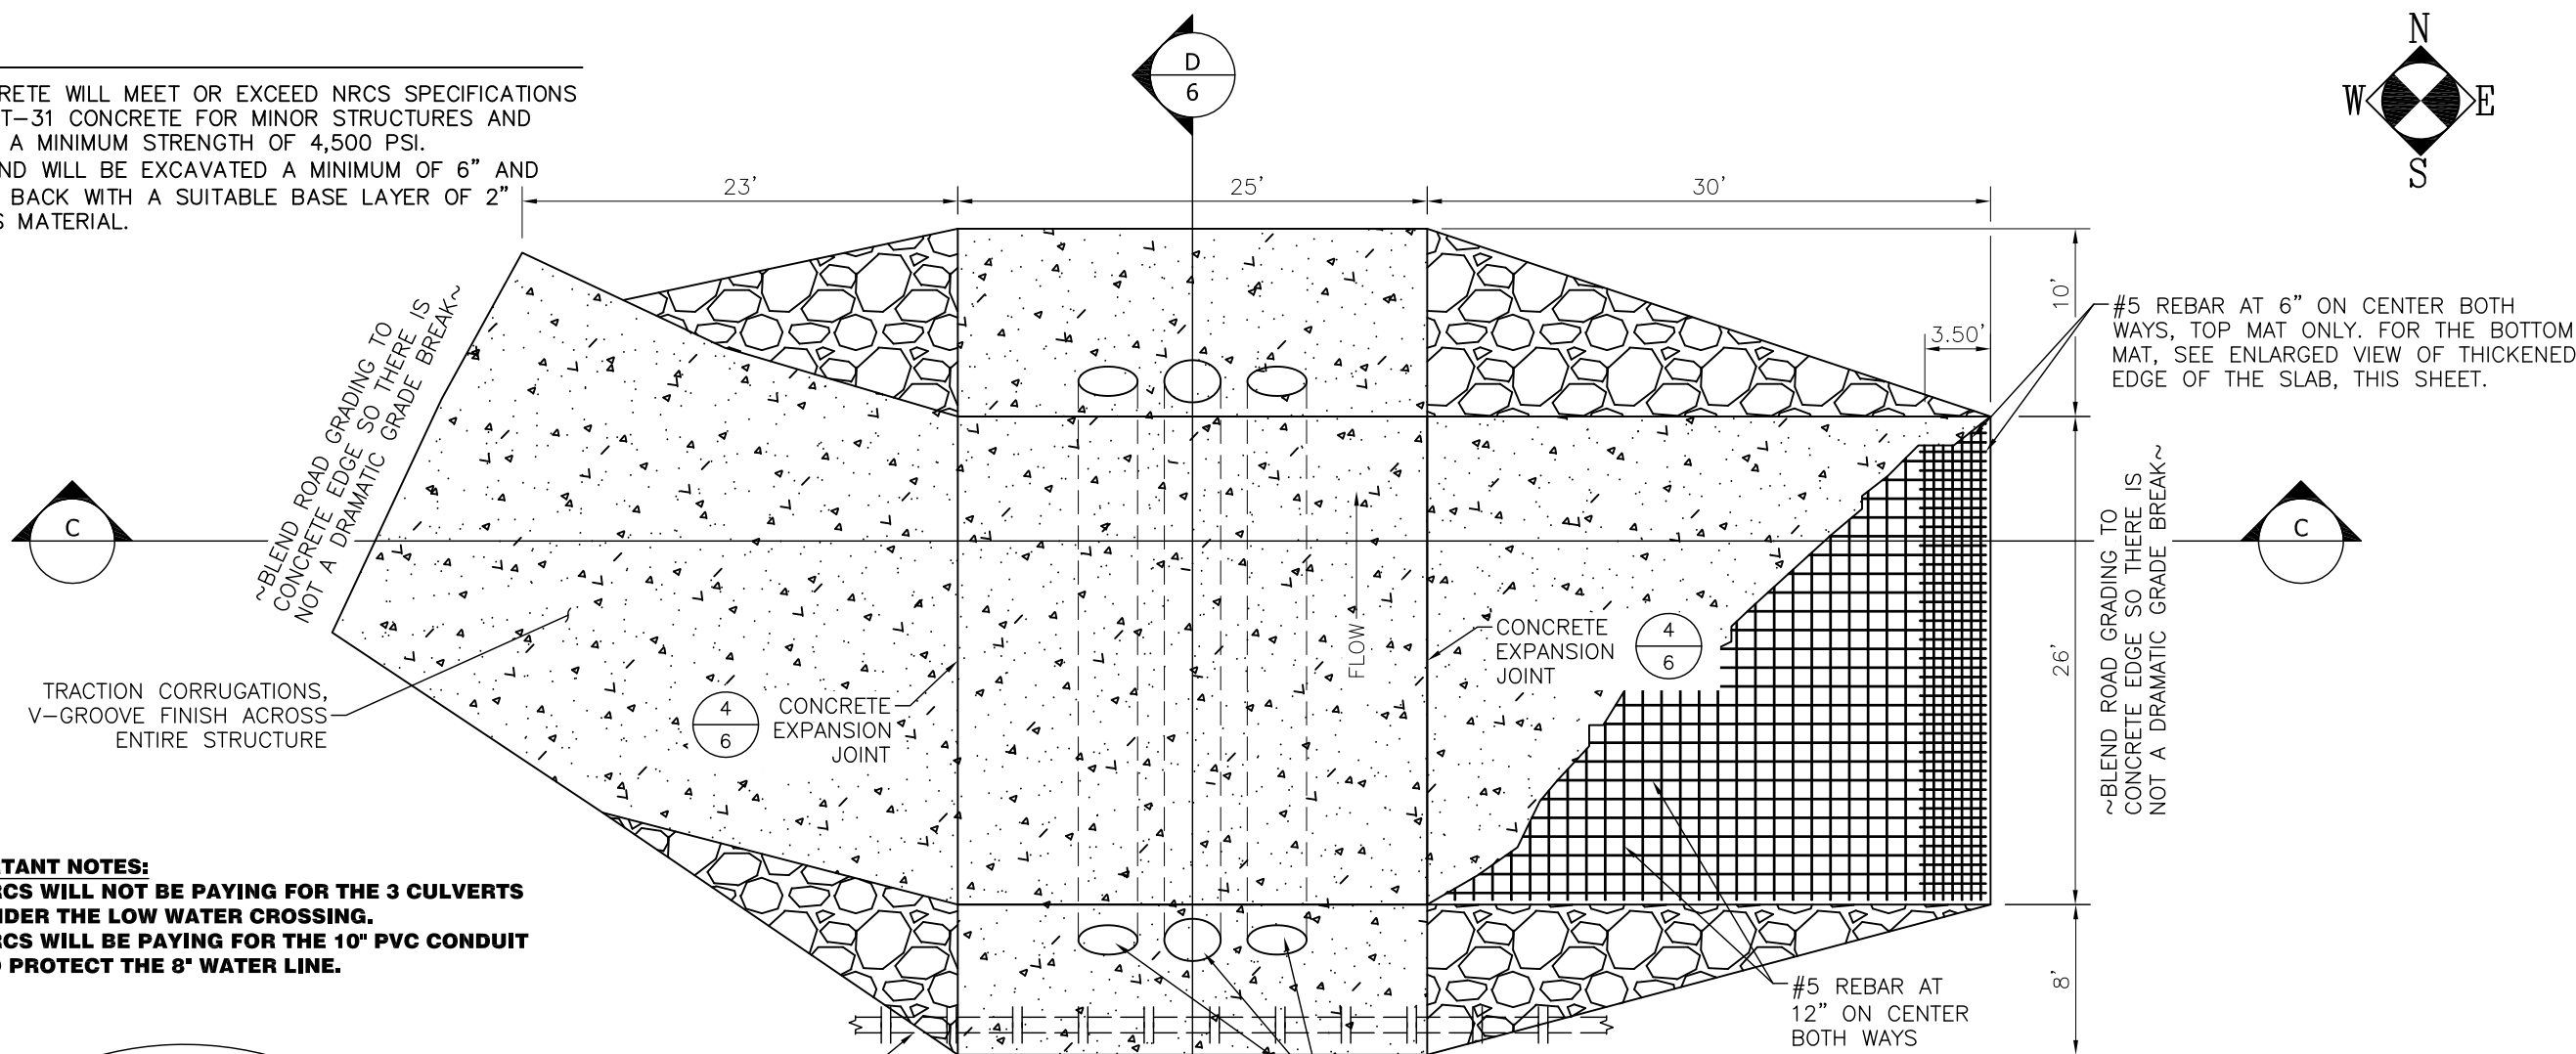 D
6
N
W E
S
RETE WILL MEET OR EXCEED NRCS SPECIFICATIONS
T-31 CONCRETE FOR MINOR STRUCTURES AND
A MINIMUM STRENGTH OF 4,500 PSI.
ND WILL BE EXCAVATED A MINIMUM OF 6" AND
BACK WITH A SUITABLE BASE LAYER OF 2"
S MATERIAL.
23'
25'
30'
10'
3.50'
#5 REBAR AT 6" ON CENTER BOTH
WAYS, TOP MAT ONLY. FOR THE BOTTOM
MAT, SEE ENLARGED VIEW OF THICKENED
EDGE OF THE SLAB, THIS SHEET.
~BLEND ROAD GRADING TO
CONCRETE EDGE SO THERE IS
NOT A DRAMATIC GRADE BREAK~
C
C
~BLEND ROAD GRADING TO
CONCRETE EDGE SO THERE IS
NOT A DRAMATIC GRADE BREAK~
26'
FLOW
CONCRETE
EXPANSION
JOINT
4
6
TRACTION CORRUGATIONS,
V-GROOVE FINISH ACROSS
ENTIRE STRUCTURE
4
6
CONCRETE
EXPANSION
JOINT
TANT NOTES:
RCS WILL NOT BE PAYING FOR THE 3 CULVERTS
NDER THE LOW WATER CROSSING.
RCS WILL BE PAYING FOR THE 10" PVC CONDUIT
O PROTECT THE 8" WATER LINE.
8'
#5 REBAR AT
12" ON CENTER
BOTH WAYS